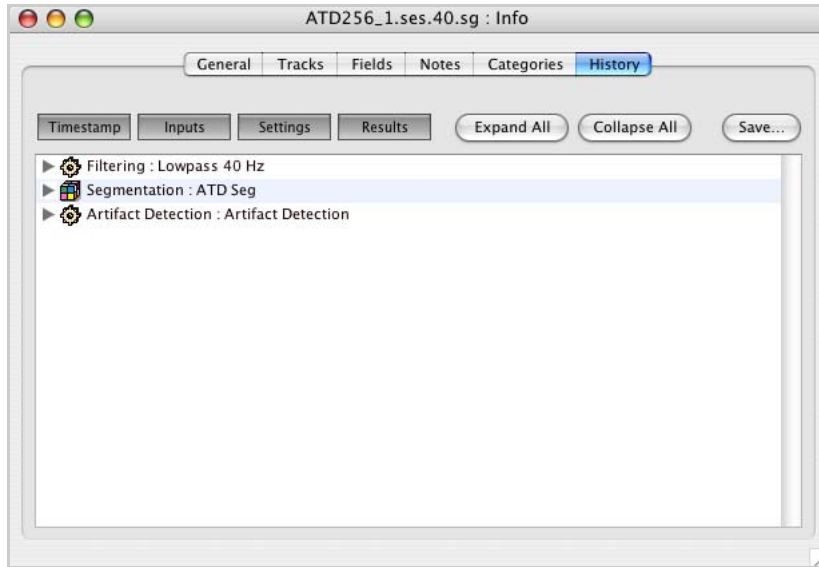 ATD256_1.ses.40.sg : Info
General Tracks Fields Notes Categories History
Timestamp Inputs Settings Results Expand All Collapse All Save...
Filtering : Lowpass 40 Hz
Segmentation : ATD Seg
Artifact Detection : Artifact Detection